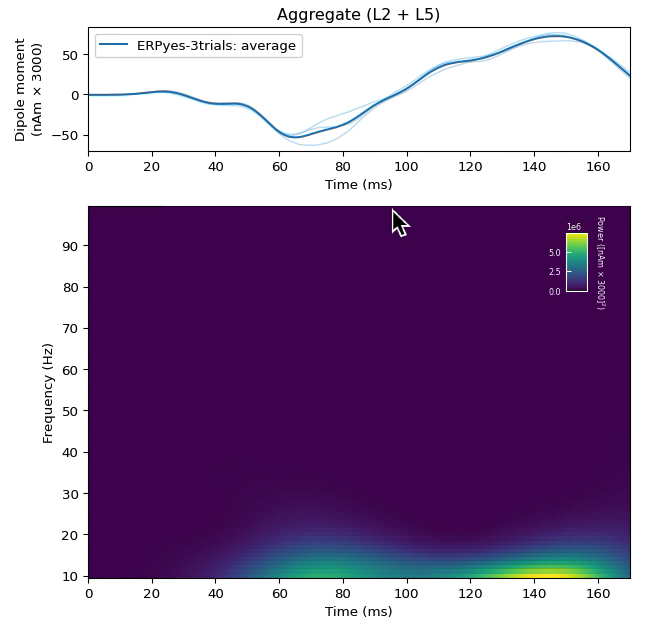 Aggregate (L2 + L5)
Dipole moment
(nAm × 3000)
50
0
−50
ERPyes-3trials: average
0 20 40 60 80 100 120 140 160
Time (ms)
Frequency (Hz)
90
80
70
60
50
40
30
20
10
1e6
5.0
2.5
0.0
Power ([nAm × 3000]²)
0 20 40 60 80 100 120 140 160
Time (ms)